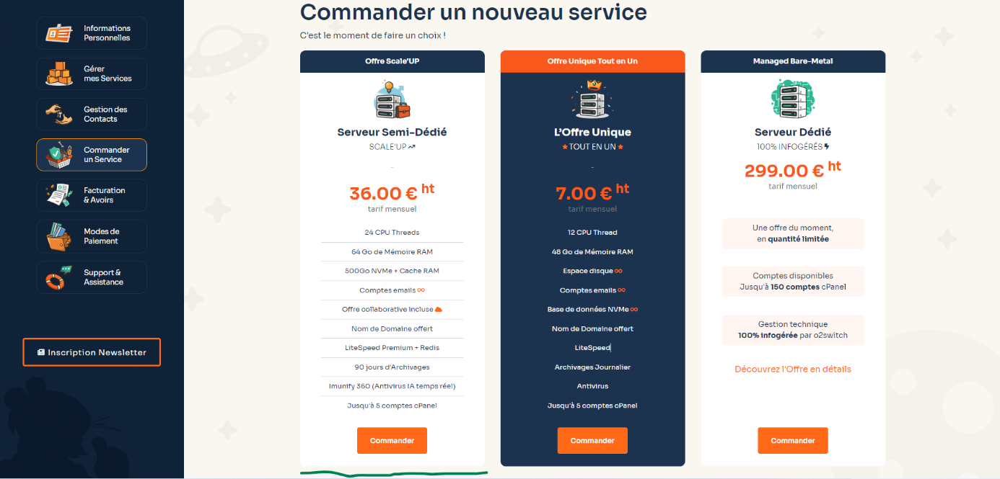 Informations
Personnelles
Gérer
mes Services
Gestion des
Contacts
Commander
un Service
Facturation
& Avoirs
Modes de
Paiement
Support &
Assistance
Inscription Newsletter
Commander un nouveau service
C'est le moment de faire un choix !
Offre Scale'UP
Serveur Semi-Dédié
SCALE'UP
-
36.00 € ht
tarif mensuel
24 CPU Threads
64 Go de Mémoire RAM
500Go NVMe + Cache RAM
Comptes emails ∞
Offre collaborative incluse
Nom de Domaine offert
LiteSpeed Premium + Redis
90 jours d'Archivages
Imunify 360 (Antivirus IA temps réel)
Jusqu'à 5 comptes cPanel
Commander
Offre Unique Tout en Un
L'Offre Unique
★ TOUT EN UN ★
-
7.00 € ht
tarif mensuel
12 CPU Thread
48 Go de Mémoire RAM
Espace disque ∞
Comptes emails ∞
Base de données NVMe ∞
Nom de Domaine offert
LiteSpeed
Archivages Journalier
Antivirus
Jusqu'à 5 comptes cPanel
Commander
Managed Bare-Metal
Serveur Dédié
100% INFOGÉRÉS
299.00 € ht
tarif mensuel
Une offre du moment,
en quantité limitée
Comptes disponibles
Jusqu'à 150 comptes cPanel
Gestion technique
100% infogérée par o2switch
Découvrez l'Offre en détails
Commander